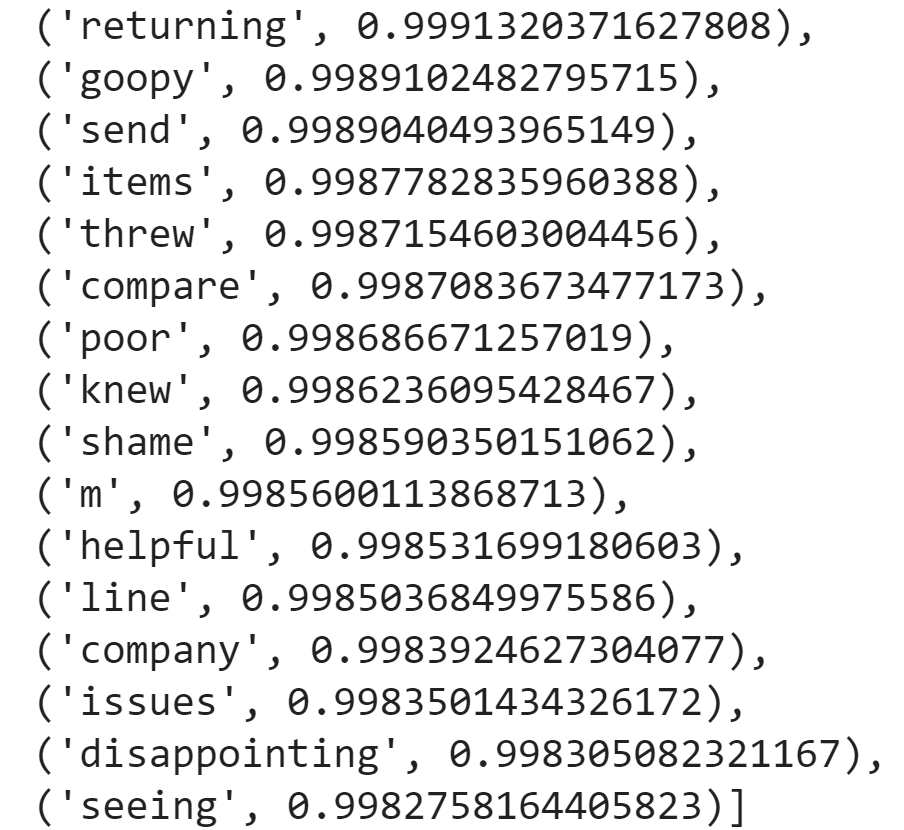 ('returning', 0.9991320371627808),
('goopy', 0.9989102482795715),
('send', 0.9989040493965149),
('items', 0.9987782835960388),
('threw', 0.9987154603004456),
('compare', 0.9987083673477173),
('poor', 0.998686671257019),
('knew', 0.9986236095428467),
('shame', 0.998590350151062),
('m', 0.9985600113868713),
('helpful', 0.998531699180603),
('line', 0.9985036849975586),
('company', 0.9983924627304077),
('issues', 0.9983501434326172),
('disappointing', 0.998305082321167),
('seeing', 0.9982758164405823)]